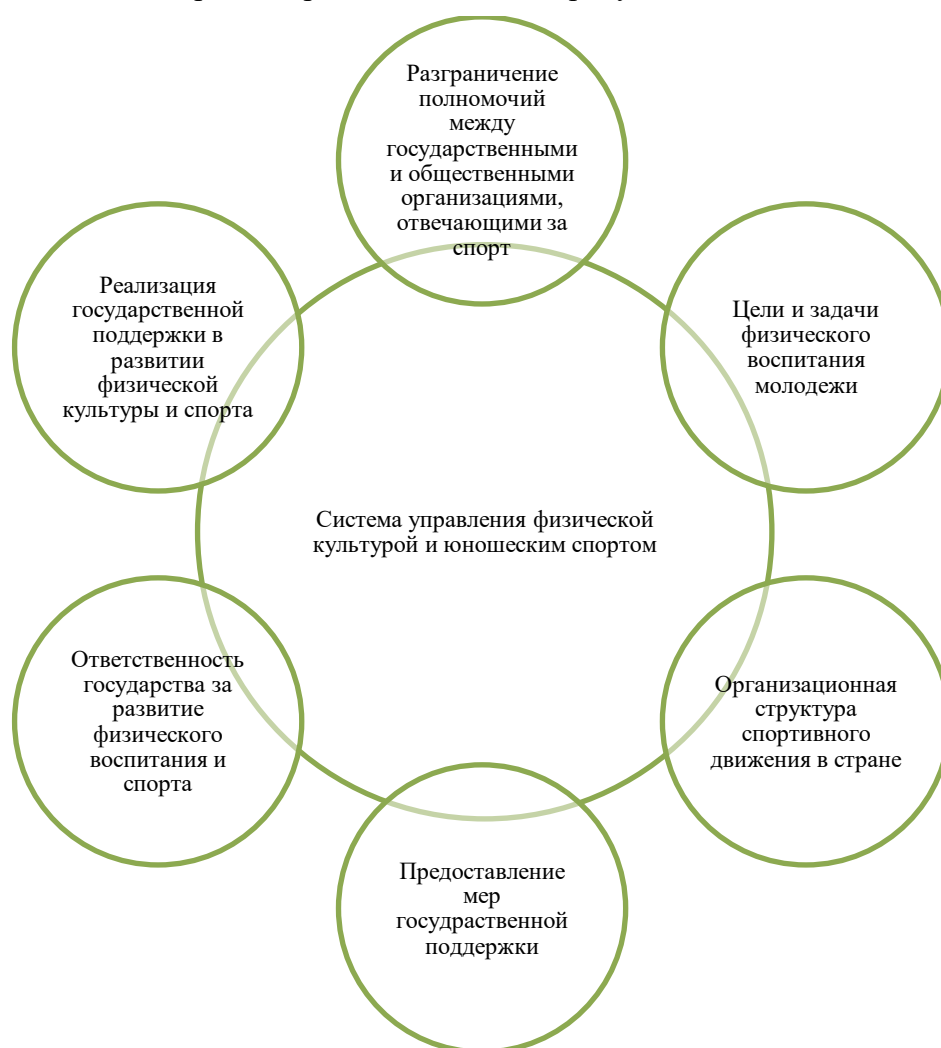 Разграничение
полномочий
между
государственными
и общественными
организациями,
отвечающими за
спорт
Цели и задачи
физического
воспитания
молодежи
Организационная
структура
спортивного
движения в стране
Предоставление
мер
госудраственной
поддержки
Ответственность
государства за
развитие
физического
воспитания и
спорта
Реализация
государственной
поддержки в
развитии
физической
культуры и спорта
Система управления физической
культурой и юношеским спортом